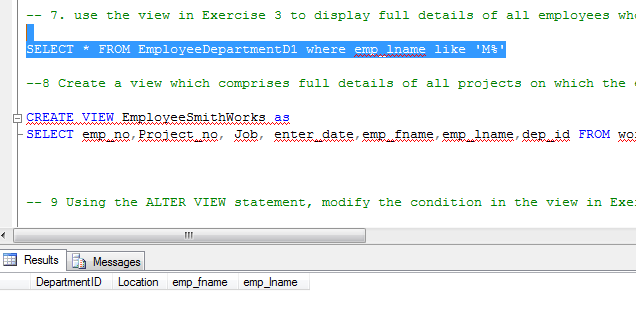 -- 7. use the view in Exercise 3 to display full details of all employees
SELECT * FROM EmployeeDepartmentD1 where emp_lname like 'M%'
--8 Create a view which comprises full details of all projects on which the
CREATE VIEW EmployeeSmithWorks as
SELECT emp_no,Project_no, Job, enter_date,emp_fname,emp_lname,dep_id FROM
-- 9 Using the ALTER VIEW statement, modify the condition in the view in
Results Messages
DepartmentID Location emp_fname emp_lname